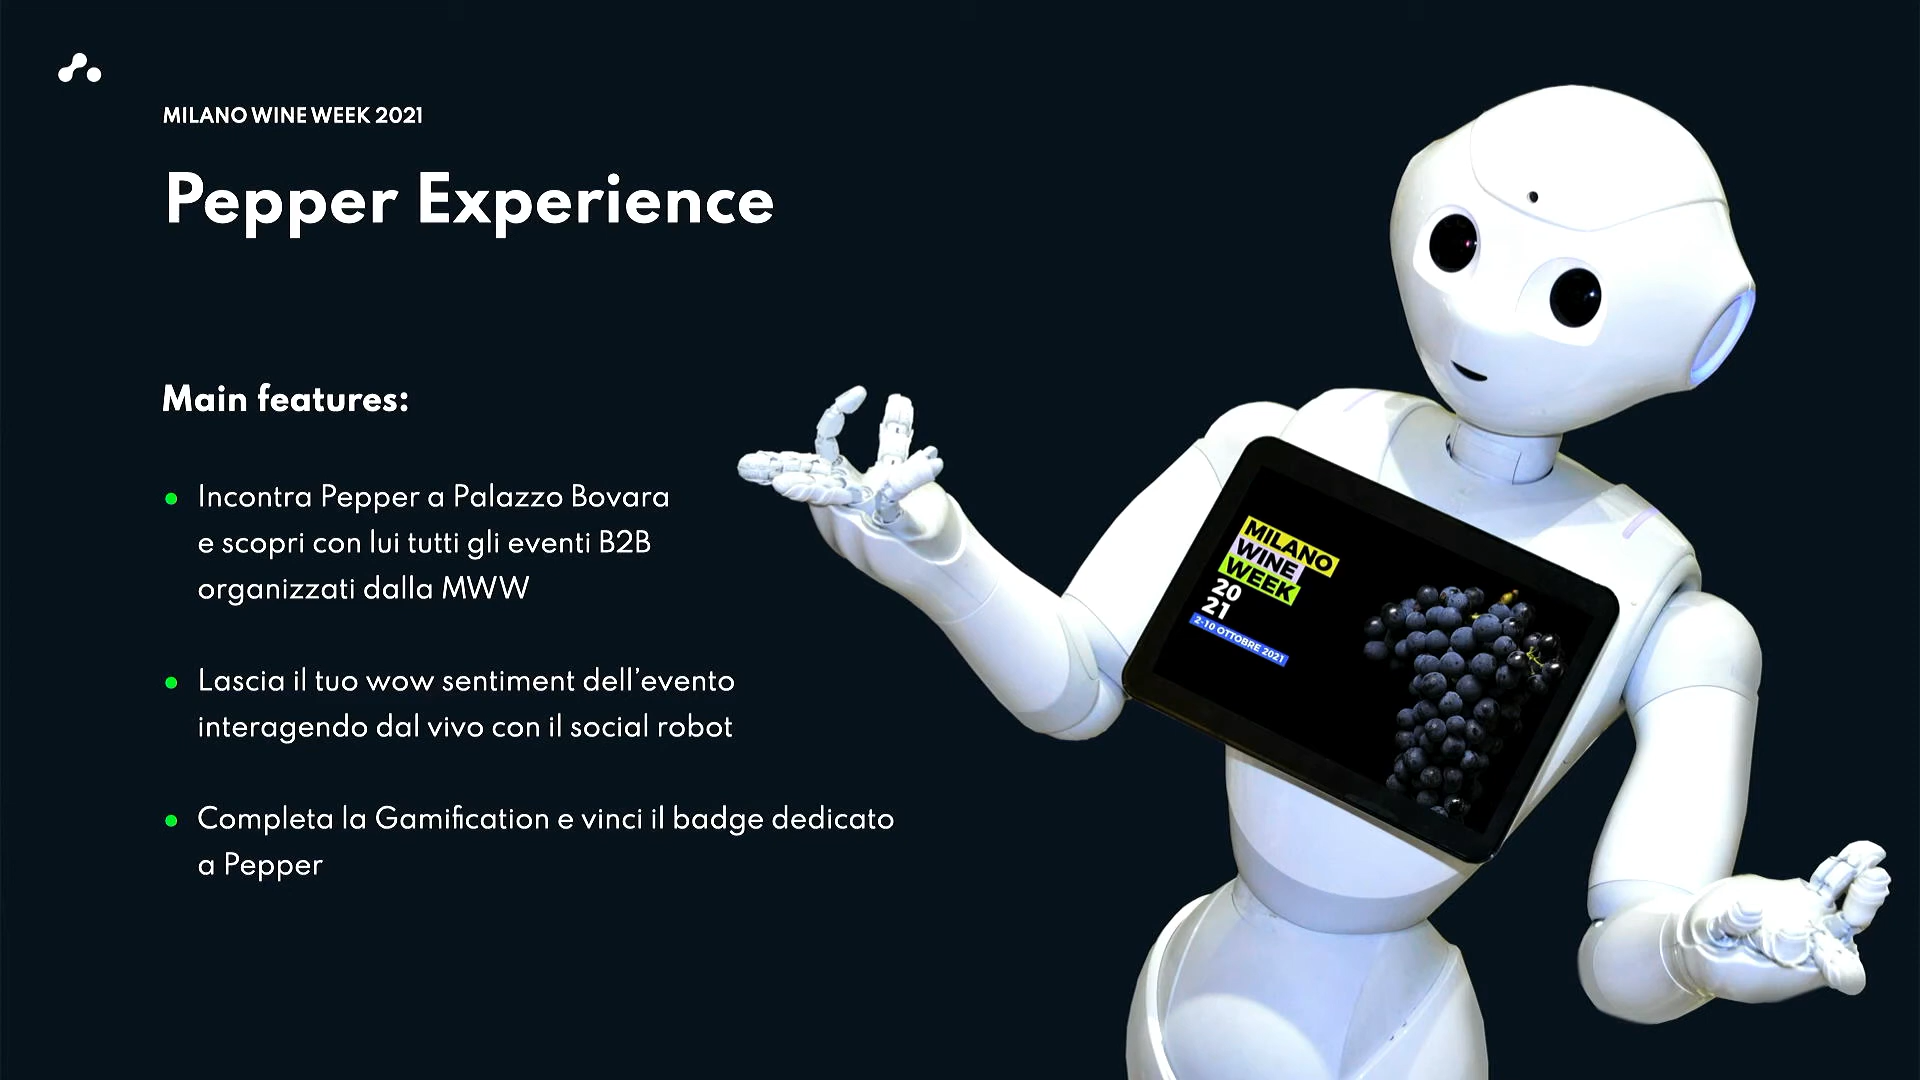 MILANO WINE WEEK 2021
Pepper Experience
Main features:
Incontra Pepper a Palazzo Bovara
e scopri con lui tutti gli eventi B2B
organizzati dalla MWW
Lascia il tuo wow sentiment dell’evento
interagendo dal vivo con il social robot
Completa la Gamification e vinci il badge dedicato
a Pepper
MILANO
WINE
WEEK
20
21
2-10 OTTOBRE 2021